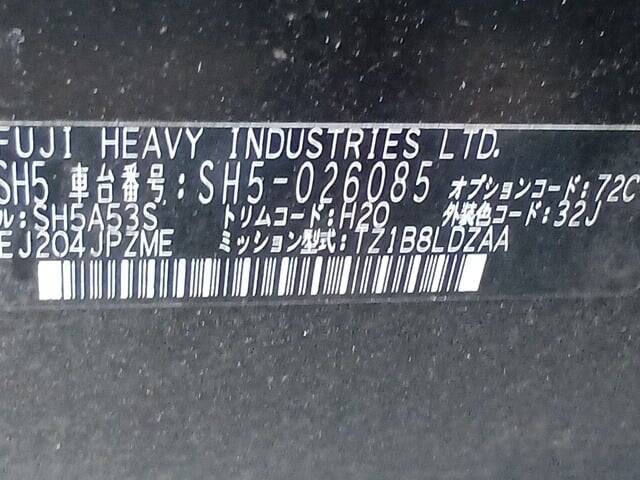 FUJI HEAVY INDUSTRIES LTD.
SH5 車台番号:SH5-026085 オプションコード:72C
ル:SH5A53S トリムコード:H20 外装色コード:32J
EJ204JPZME ミッション型式:TZ1B8LDZAA